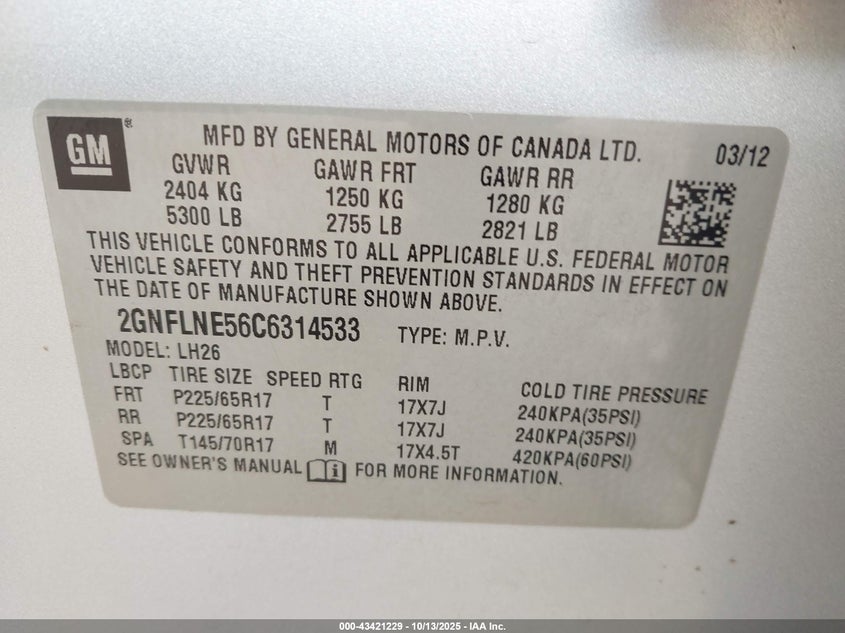 GM ®
MFD BY GENERAL MOTORS OF CANADA LTD. 03/12
GVWR GAWR FRT GAWR RR
2404 KG 1250 KG 1280 KG
5300 LB 2755 LB 2821 LB
THIS VEHICLE CONFORMS TO ALL APPLICABLE U.S. FEDERAL MOTOR
VEHICLE SAFETY AND THEFT PREVENTION STANDARDS IN EFFECT ON
THE DATE OF MANUFACTURE SHOWN ABOVE.
2GNFLNE56C6314533 TYPE: M.P.V.
MODEL: LH26
LBCP TIRE SIZE SPEED RTG RIM COLD TIRE PRESSURE
FRT P225/65R17 T 17X7J 240KPA(35PSI)
RR P225/65R17 T 17X7J 240KPA(35PSI)
SPA T145/70R17 M 17X4.5T 420KPA(60PSI)
SEE OWNER'S MANUAL FOR MORE INFORMATION.
000-43421229 - 10/13/2025 - IAA Inc.